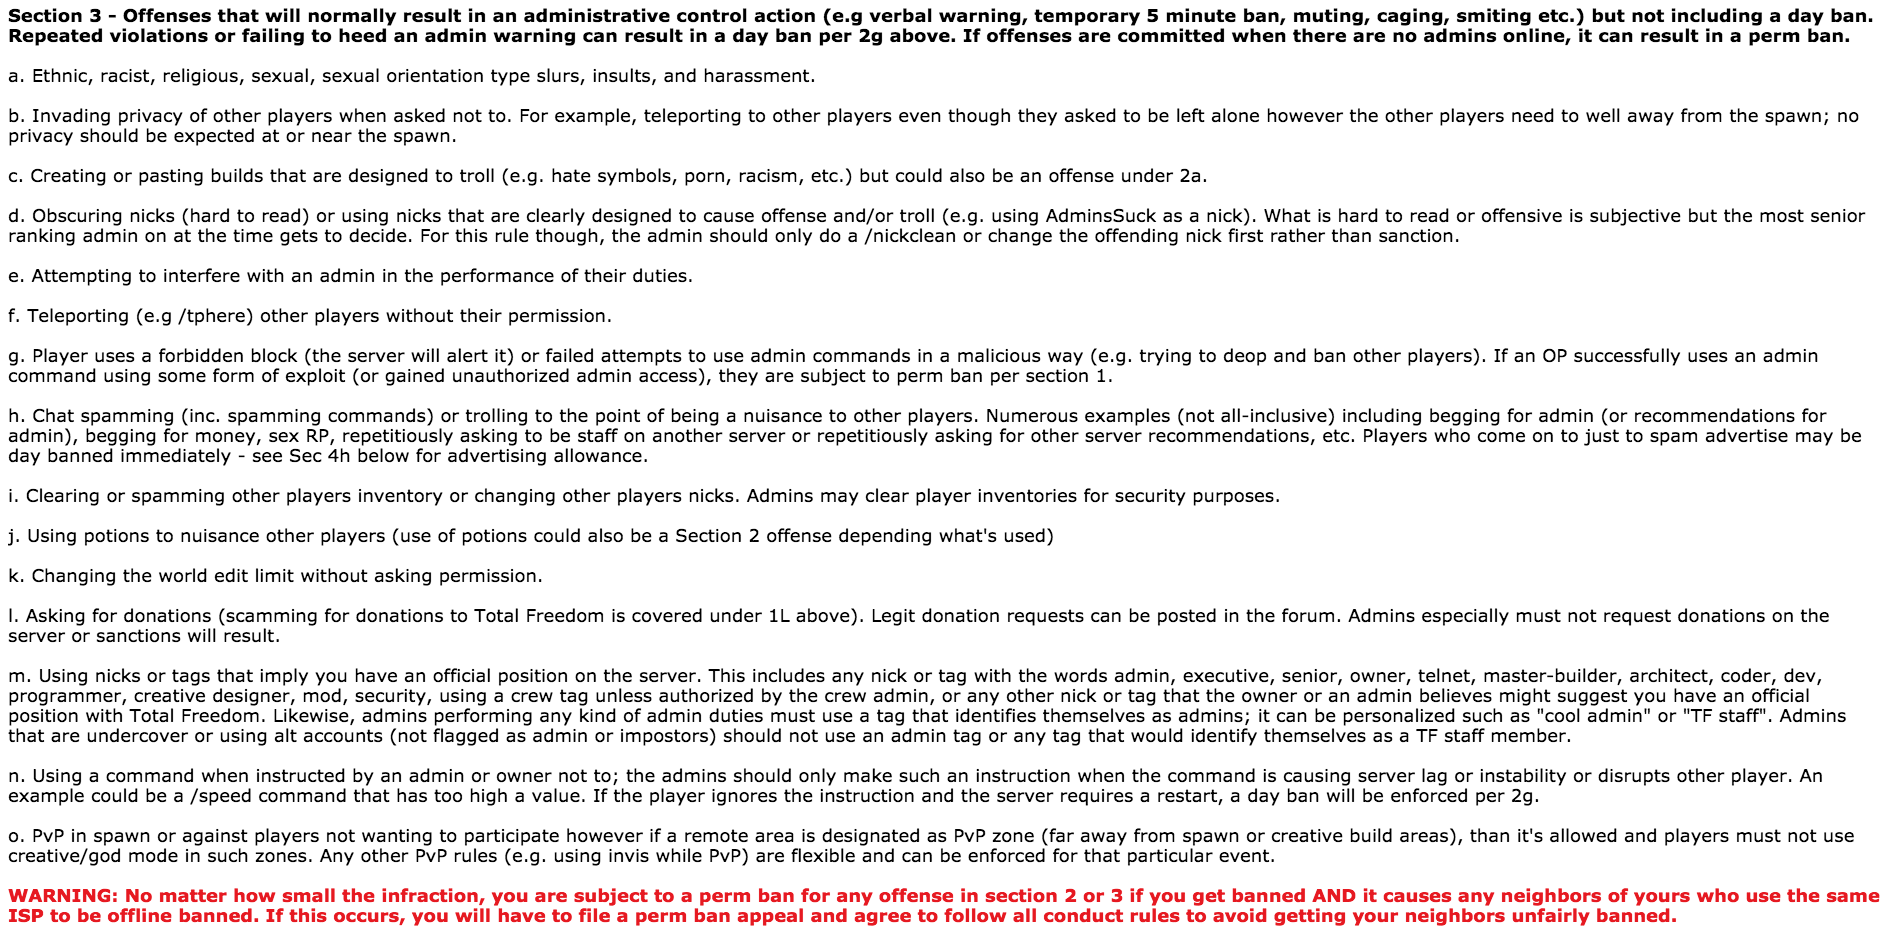 Section 3 - Offenses that will normally result in an administrative control action (e.g verbal warning, temporary 5 minute ban, muting, caging, smiting etc.) but not including a day ban.
Repeated violations or failing to heed an admin warning can result in a day ban per 2g above. If offenses are committed when there are no admins online, it can result in a perm ban.
a. Ethnic, racist, religious, sexual, sexual orientation type slurs, insults, and harassment.
b. Invading privacy of other players when asked not to. For example, teleporting to other players even though they asked to be left alone however the other players need to well away from the spawn; no
privacy should be expected at or near the spawn.
c. Creating or pasting builds that are designed to troll (e.g. hate symbols, porn, racism, etc.) but could also be an offense under 2a.
d. Obscuring nicks (hard to read) or using nicks that are clearly designed to cause offense and/or troll (e.g. using AdminsSuck as a nick). What is hard to read or offensive is subjective but the most senior
ranking admin on at the time gets to decide. For this rule though, the admin should only do a /nickclean or change the offending nick first rather than sanction.
e. Attempting to interfere with an admin in the performance of their duties.
f. Teleporting (e.g /tphere) other players without their permission.
g. Player uses a forbidden block (the server will alert it) or failed attempts to use admin commands in a malicious way (e.g. trying to deop and ban other players). If an OP successfully uses an admin
command using some form of exploit (or gained unauthorized admin access), they are subject to perm ban per section 1.
h. Chat spamming (inc. spamming commands) or trolling to the point of being a nuisance to other players. Numerous examples (not all-inclusive) including begging for admin (or recommendations for
admin), begging for money, sex RP, repetitiously asking to be staff on another server or repetitiously asking for other server recommendations, etc. Players who come on to just to spam advertise may be
day banned immediately - see Sec 4h below for advertising allowance.
i. Clearing or spamming other players inventory or changing other players nicks. Admins may clear player inventories for security purposes.
j. Using potions to nuisance other players (use of potions could also be a Section 2 offense depending what's used)
k. Changing the world edit limit without asking permission.
l. Asking for donations (scamming for donations to Total Freedom is covered under 1L above). Legit donation requests can be posted in the forum. Admins especially must not request donations on the
server or sanctions will result.
m. Using nicks or tags that imply you have an official position on the server. This includes any nick or tag with the words admin, executive, senior, owner, telnet, master-builder, architect, coder, dev,
programmer, creative designer, mod, security, using a crew tag unless authorized by the crew admin, or any other nick or tag that the owner or an admin believes might suggest you have an official
position with Total Freedom. Likewise, admins performing any kind of admin duties must use a tag that identifies themselves as admins; it can be personalized such as "cool admin" or "TF staff". Admins
that are undercover or using alt accounts (not flagged as admin or impostors) should not use an admin tag or any tag that would identify themselves as a TF staff member.
n. Using a command when instructed by an admin or owner not to; the admins should only make such an instruction when the command is causing server lag or instability or disrupts other player. An
example could be a /speed command that has too high a value. If the player ignores the instruction and the server requires a restart, a day ban will be enforced per 2g.
o. PvP in spawn or against players not wanting to participate however if a remote area is designated as PvP zone (far away from spawn or creative build areas), than it's allowed and players must not use
creative/god mode in such zones. Any other PvP rules (e.g. using invis while PvP) are flexible and can be enforced for that particular event.
WARNING: No matter how small the infraction, you are subject to a perm ban for any offense in section 2 or 3 if you get banned AND it causes any neighbors of yours who use the same
ISP to be offline banned. If this occurs, you will have to file a perm ban appeal and agree to follow all conduct rules to avoid getting your neighbors unfairly banned.